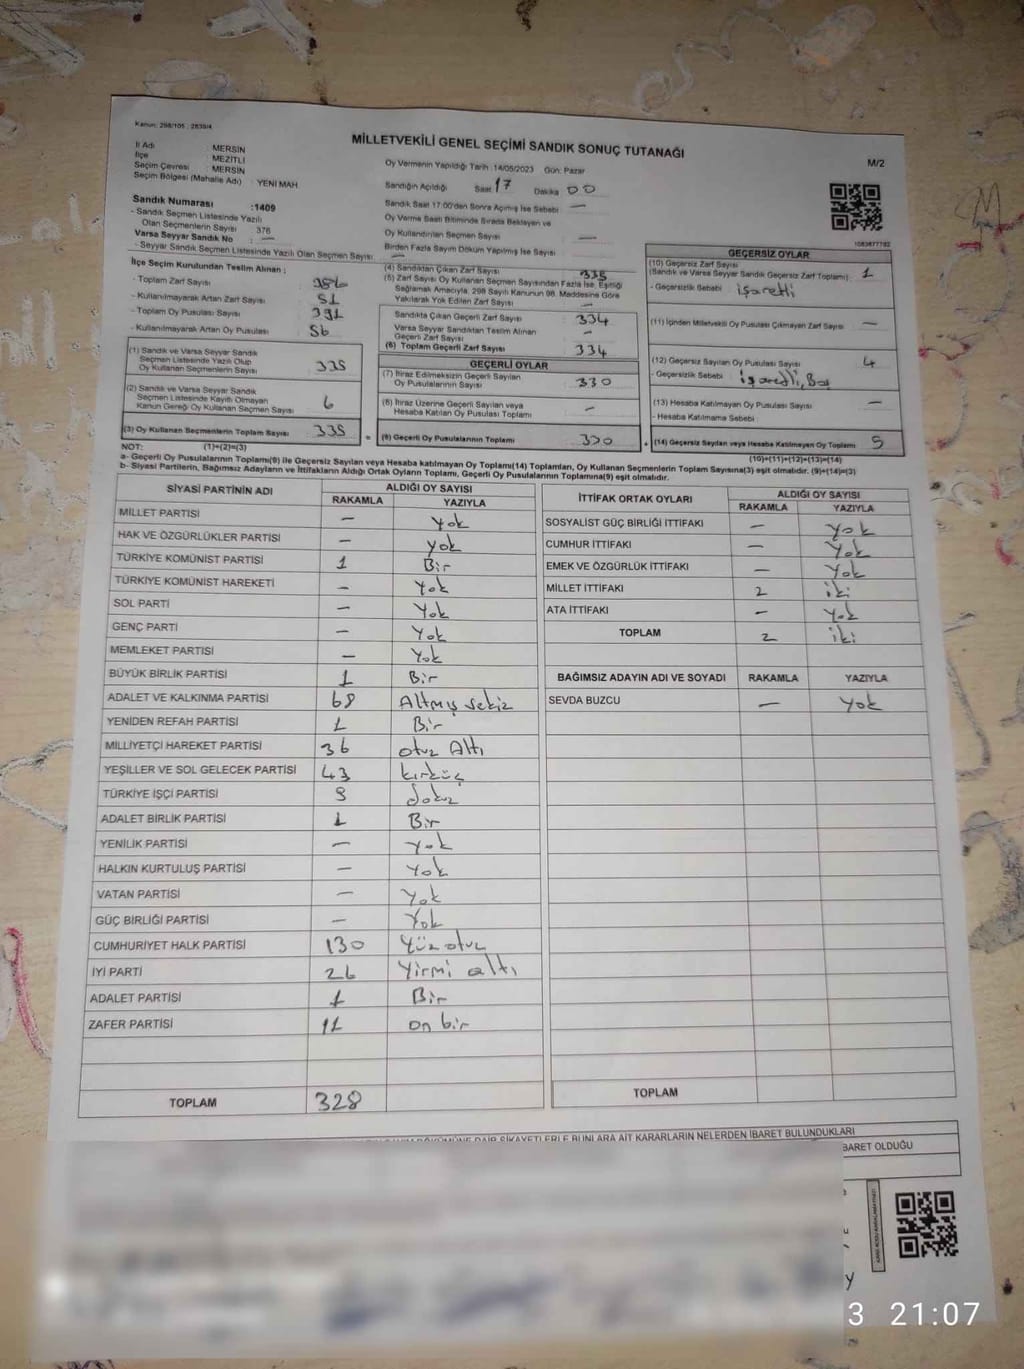 Kanun: 298/105 : 2839/4
MİLLETVEKİLİ GENEL SEÇİMİ SANDIK SONUÇ TUTANAĞI
M/2
İl Adı MERSİN
İlçe MEZİTLİ
Seçim Çevresi MERSİN
Seçim Bölgesi (Mahalle Adı) : YENİ MAH
Oy Vermenin Yapıldığı Tarih :14/05/2023 Gün: Pazar
Sandığın Açıldığı Saat 17 Dakika 00
Sandık Saat 17:00'den Sonra Açılmış İse Sebebi —
Oy Verme Saati Bitiminde Sırada Bekleyen ve
Oy Kullandırılan Seçmen Sayısı —
Birden Fazla Sayım Döküm Yapılmış İse Sayısı —
Sandık Numarası :1409
- Sandık Seçmen Listesinde Yazılı
Olan Seçmenlerin Sayısı 376
Varsa Seyyar Sandık No : —
- Seyyar Sandık Seçmen Listesinde Yazılı Olan Seçmen Sayısı:
İlçe Seçim Kurulundan Teslim Alınan ;
- Toplam Zarf Sayısı 386
- Kullanılmayarak Artan Zarf Sayısı 51
- Toplam Oy Pusulası Sayısı 391
- Kullanılmayarak Artan Oy Pusulası 56
(1) Sandık ve Varsa Seyyar Sandık
Seçmen Listesinde Yazılı Olup
Oy Kullanan Seçmenlerin Sayısı 335
(2) Sandık ve Varsa Seyyar Sandık
Seçmen Listesinde Kayıtlı Olmayan
Kanun Gereği Oy Kullanan Seçmen Sayısı 6
(3) Oy Kullanan Seçmenlerin Toplam Sayısı 335
(1)+(2)=(3)
(4) Sandıktan Çıkan Zarf Sayısı 335
(5) Zarf Sayısı Oy Kullanan Seçmen Sayısından Fazla İse, Eşitliği
Sağlamak Amacıyla, 298 Sayılı Kanunun 98. Maddesine Göre
Yakılarak Yok Edilen Zarf Sayısı —
Sandıkta Çıkan Geçerli Zarf Sayısı 334
Varsa Seyyar Sandıktan Teslim Alınan
Geçerli Zarf Sayısı —
(6) Toplam Geçerli Zarf Sayısı 334
GEÇERLİ OYLAR
(7) İtiraz Edilmeksizin Geçerli Sayılan
Oy Pusulalarının Sayısı 330
(8) İtiraz Üzerine Geçerli Sayılan veya
Hesaba Katılan Oy Pusulası Toplamı —
(9) Geçerli Oy Pusulalarının Toplamı 330
1083677782
GEÇERSİZ OYLAR
(10) Geçersiz Zarf Sayısı
(Sandık ve Varsa Seyyar Sandık Geçersiz Zarf Toplamı) 1
- Geçersizlik Sebebi işaretli
(11) İçinden Milletvekili Oy Pusulası Çıkmayan Zarf Sayısı —
(12) Geçersiz Sayılan Oy Pusulası Sayısı 4
- Geçersizlik Sebebi : işaretli, Boş
(13) Hesaba Katılmayan Oy Pusulası Sayısı —
- Hesaba Katılmama Sebebi :
(14) Geçersiz Sayılan veya Hesaba Katılmayan Oy Toplamı 5
(10)+(11)+(12)+(13)=(14)
NOT:
a- Geçerli Oy Pusulalarının Toplamı(9) ile Geçersiz Sayılan veya Hesaba katılmayan Oy Toplamı(14) Toplamları, Oy Kullanan Seçmenlerin Toplam Sayısına(3) eşit olmalıdır. (9)+(14)=(3)
b- Siyasi Partilerin, Bağımsız Adayların ve İttifakların Aldığı Ortak Oyların Toplamı, Geçerli Oy Pusulalarının Toplamına(9) eşit olmalıdır.
SİYASİ PARTİNİN ADI ALDIĞI OY SAYISI
RAKAMLA YAZIYLA
MİLLET PARTİSİ — Yok
HAK VE ÖZGÜRLÜKLER PARTİSİ — Yok
TÜRKİYE KOMÜNİST PARTİSİ 1 Bir
TÜRKİYE KOMÜNİST HAREKETİ — Yok
SOL PARTİ — Yok
GENÇ PARTİ — Yok
MEMLEKET PARTİSİ — Yok
BÜYÜK BİRLİK PARTİSİ 1 Bir
ADALET VE KALKINMA PARTİSİ 68 Altmış sekiz
YENİDEN REFAH PARTİSİ 1 Bir
MİLLİYETÇİ HAREKET PARTİSİ 36 otuz Altı
YEŞİLLER VE SOL GELECEK PARTİSİ 43 kırküç
TÜRKİYE İŞÇİ PARTİSİ 9 dokuz
ADALET BİRLİK PARTİSİ 1 Bir
YENİLİK PARTİSİ — Yok
HALKIN KURTULUŞ PARTİSİ — Yok
VATAN PARTİSİ — Yok
GÜÇ BİRLİĞİ PARTİSİ — Yok
CUMHURİYET HALK PARTİSİ 130 Yüz otuz
İYİ PARTİ 26 Yirmi altı
ADALET PARTİSİ 1 Bir
ZAFER PARTİSİ 11 on bir
TOPLAM 328
İTTİFAK ORTAK OYLARI ALDIĞI OY SAYISI
RAKAMLA YAZIYLA
SOSYALİST GÜÇ BİRLİĞİ İTTİFAKI — Yok
CUMHUR İTTİFAKI — Yok
EMEK VE ÖZGÜRLÜK İTTİFAKI — Yok
MİLLET İTTİFAKI 2 iki
ATA İTTİFAKI — Yok
TOPLAM 2 iki
BAĞIMSIZ ADAYIN ADI VE SOYADI RAKAMLA YAZIYLA
SEVDA BUZCU — Yok
TOPLAM
DÖKÜMÜNE DAİR ŞİKAYETLERLE BUNLARA AİT KARARLARIN NELERDEN İBARET BULUNDUKLARI
İBARET OLDUĞU
3 21:07